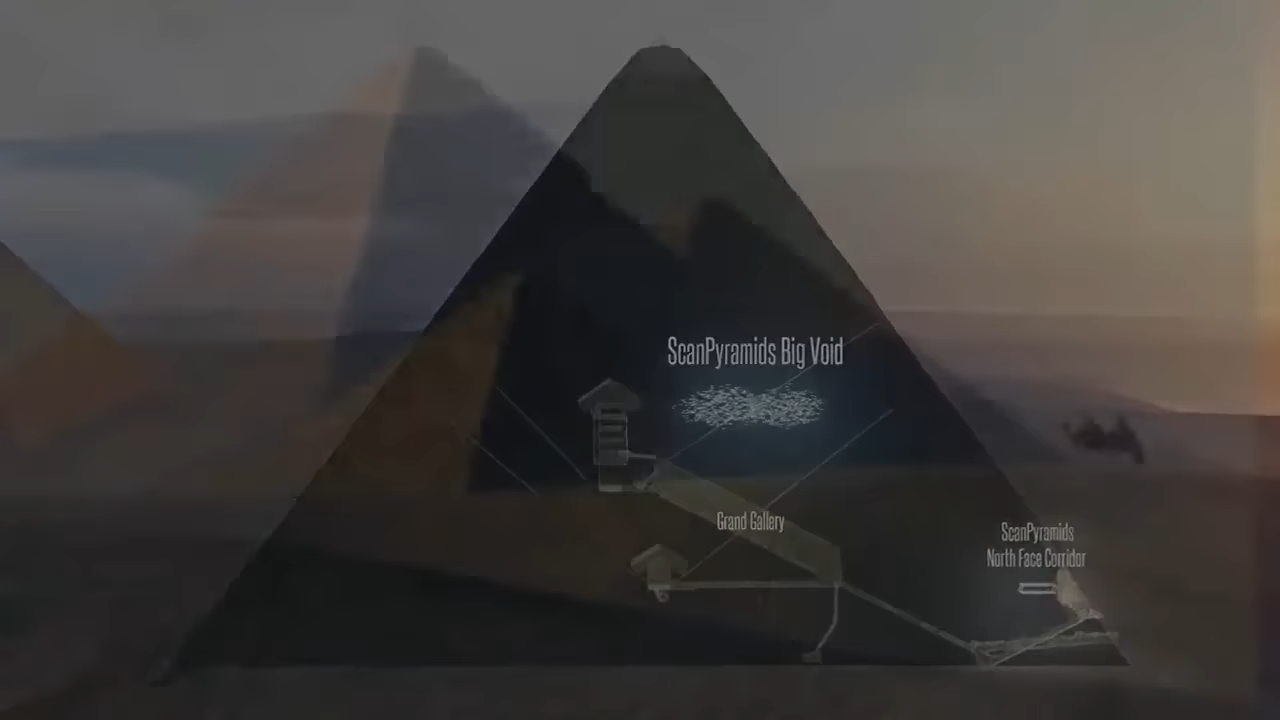 ScanPyramids Big Void
Grand Gallery
ScanPyramids
North Face Corridor